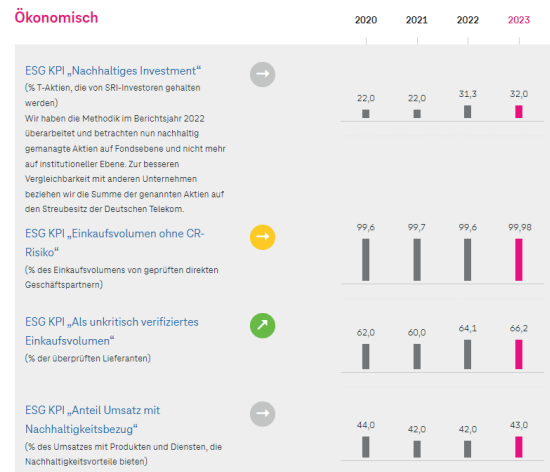 Ökonomisch
2020 2021 2022 2023
ESG KPI „Nachhaltiges Investment“
(% T-Aktien, die von SRI-Investoren gehalten
werden)
Wir haben die Methodik im Berichtsjahr 2022
überarbeitet und betrachten nun nachhaltig
gemanagte Aktien auf Fondsebene und nicht mehr
auf institutioneller Ebene. Zur besseren
Vergleichbarkeit mit anderen Unternehmen
beziehen wir die Summe der genannten Aktien auf
den Streubesitz der Deutschen Telekom.
22,0 22,0 31,3 32,0
ESG KPI „Einkaufsvolumen ohne CR-
Risiko“
(% des Einkaufsvolumens von geprüften direkten
Geschäftspartnern)
99,6 99,7 99,6 99,98
ESG KPI „Als unkritisch verifiziertes
Einkaufsvolumen“
(% der überprüften Lieferanten)
62,0 60,0 64,1 66,2
ESG KPI „Anteil Umsatz mit
Nachhaltigkeitsbezug“
(% des Umsatzes mit Produkten und Diensten, die
Nachhaltigkeitsvorteile bieten)
44,0 42,0 42,0 43,0